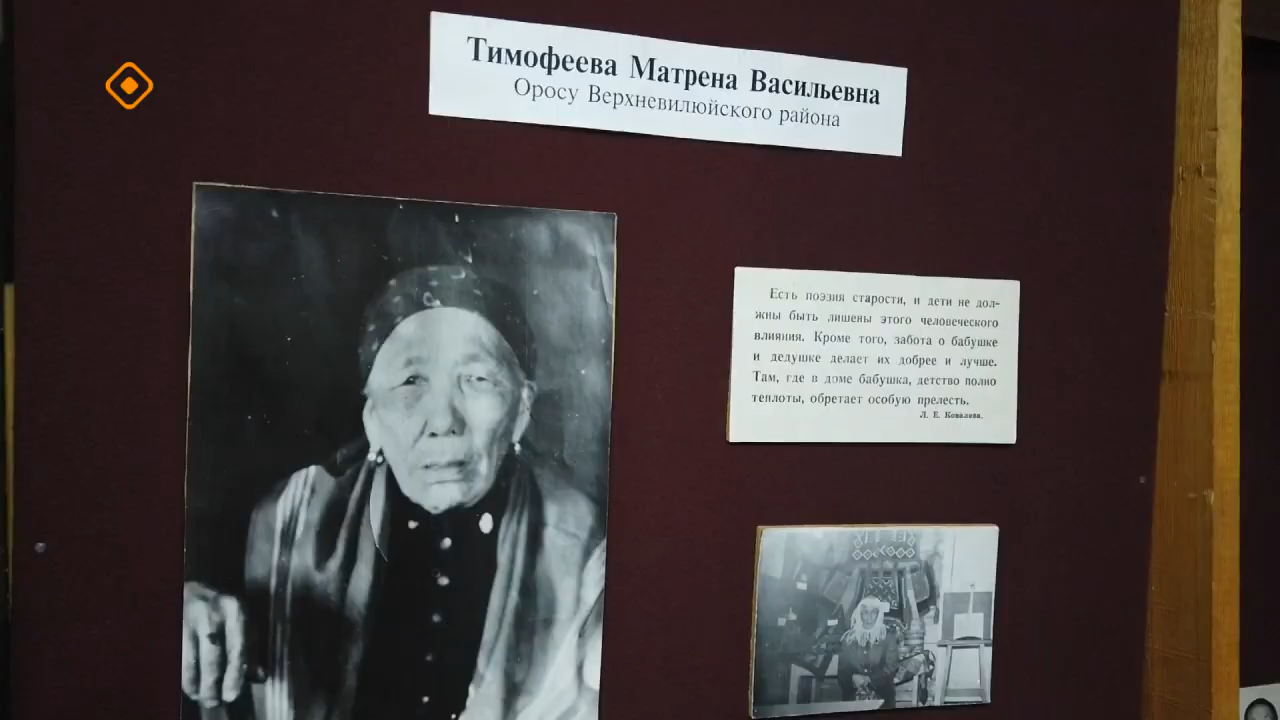 Тимофеева Матрена Васильевна
Оросу Верхневилюйского района
Есть поэзия старости, и дети не дол-
жны быть лишены этого человеческого
влияния. Кроме того, забота о бабушке
и дедушке делает их добрее и лучше.
Там, где в доме бабушка, детство полно
теплоты, обретает особую прелесть.
Л. Е. Ковалева.